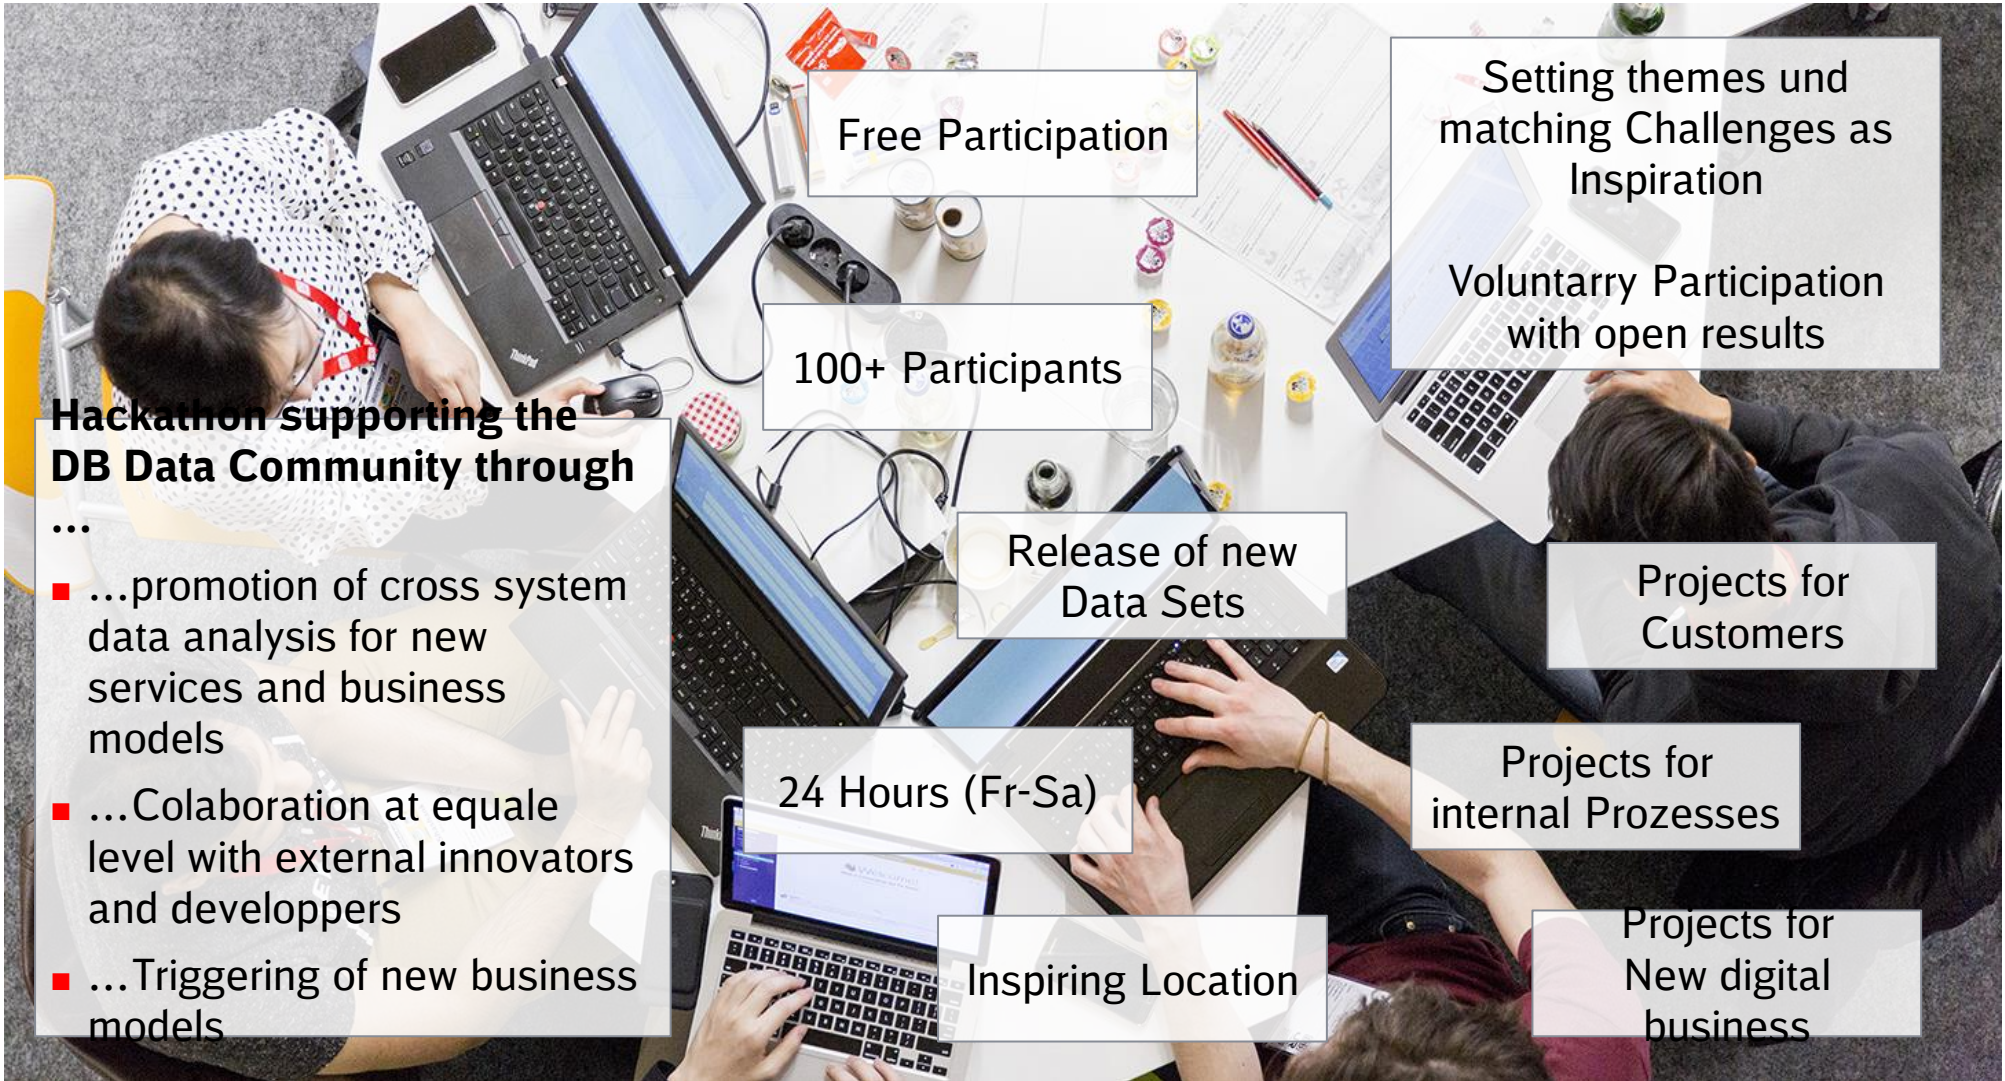 Free Participation
Setting themes und
matching Challenges as
Inspiration
Voluntarry Participation
with open results
100+ Participants
Hackathon supporting the
DB Data Community through
...
...promotion of cross system
data analysis for new
services and business
models
...Colaboration at equale
level with external innovators
and developpers
...Triggering of new business
models
Release of new
Data Sets
Projects for
Customers
24 Hours (Fr-Sa)
Projects for
internal Prozesses
Inspiring Location
Projects for
New digital
business
ThinkPad
Welcome